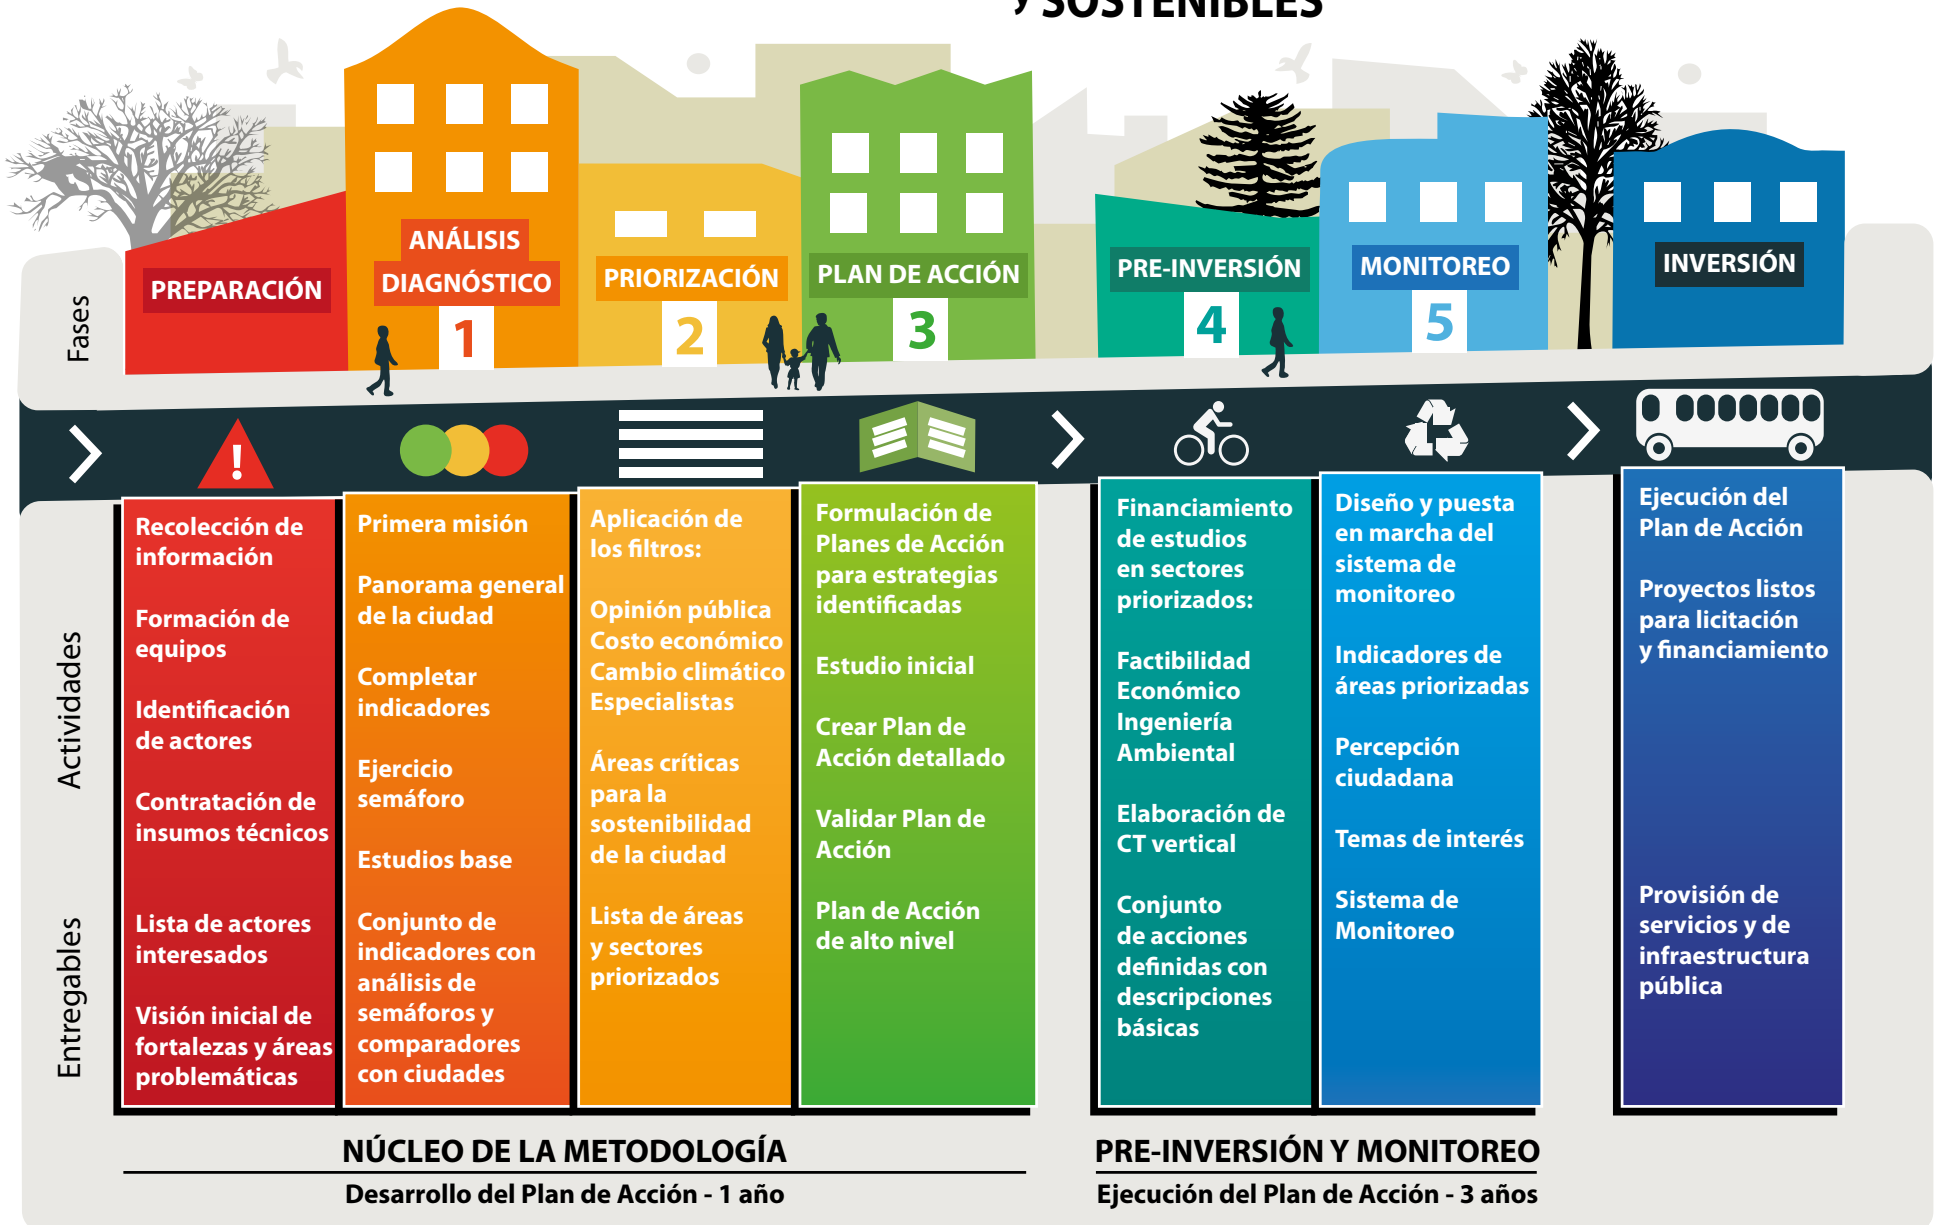 y SOSTENIBLES
Fases
PREPARACIÓN
ANÁLISIS
DIAGNÓSTICO
1
PRIORIZACIÓN
2
PLAN DE ACCIÓN
3
PRE-INVERSIÓN
4
MONITOREO
5
INVERSIÓN
!
Actividades
Entregables
Recolección de
información
Formación de
equipos
Identificación
de actores
Contratación de
insumos técnicos
Lista de actores
interesados
Visión inicial de
fortalezas y áreas
problemáticas
Primera misión
Panorama general
de la ciudad
Completar
indicadores
Ejercicio
semáforo
Estudios base
Conjunto de
indicadores con
análisis de
semáforos y
comparadores
con ciudades
Aplicación de
los filtros:
Opinión pública
Costo económico
Cambio climático
Especialistas
Áreas críticas
para la
sostenibilidad
de la ciudad
Lista de áreas
y sectores
priorizados
Formulación de
Planes de Acción
para estrategias
identificadas
Estudio inicial
Crear Plan de
Acción detallado
Validar Plan de
Acción
Plan de Acción
de alto nivel
Financiamiento
de estudios
en sectores
priorizados:
Factibilidad
Económico
Ingeniería
Ambiental
Elaboración de
CT vertical
Conjunto
de acciones
definidas con
descripciones
básicas
Diseño y puesta
en marcha del
sistema de
monitoreo
Indicadores de
áreas priorizadas
Percepción
ciudadana
Temas de interés
Sistema de
Monitoreo
Ejecución del
Plan de Acción
Proyectos listos
para licitación
y financiamiento
Provisión de
servicios y de
infraestructura
pública
NÚCLEO DE LA METODOLOGÍA
Desarrollo del Plan de Acción - 1 año
PRE-INVERSIÓN Y MONITOREO
Ejecución del Plan de Acción - 3 años